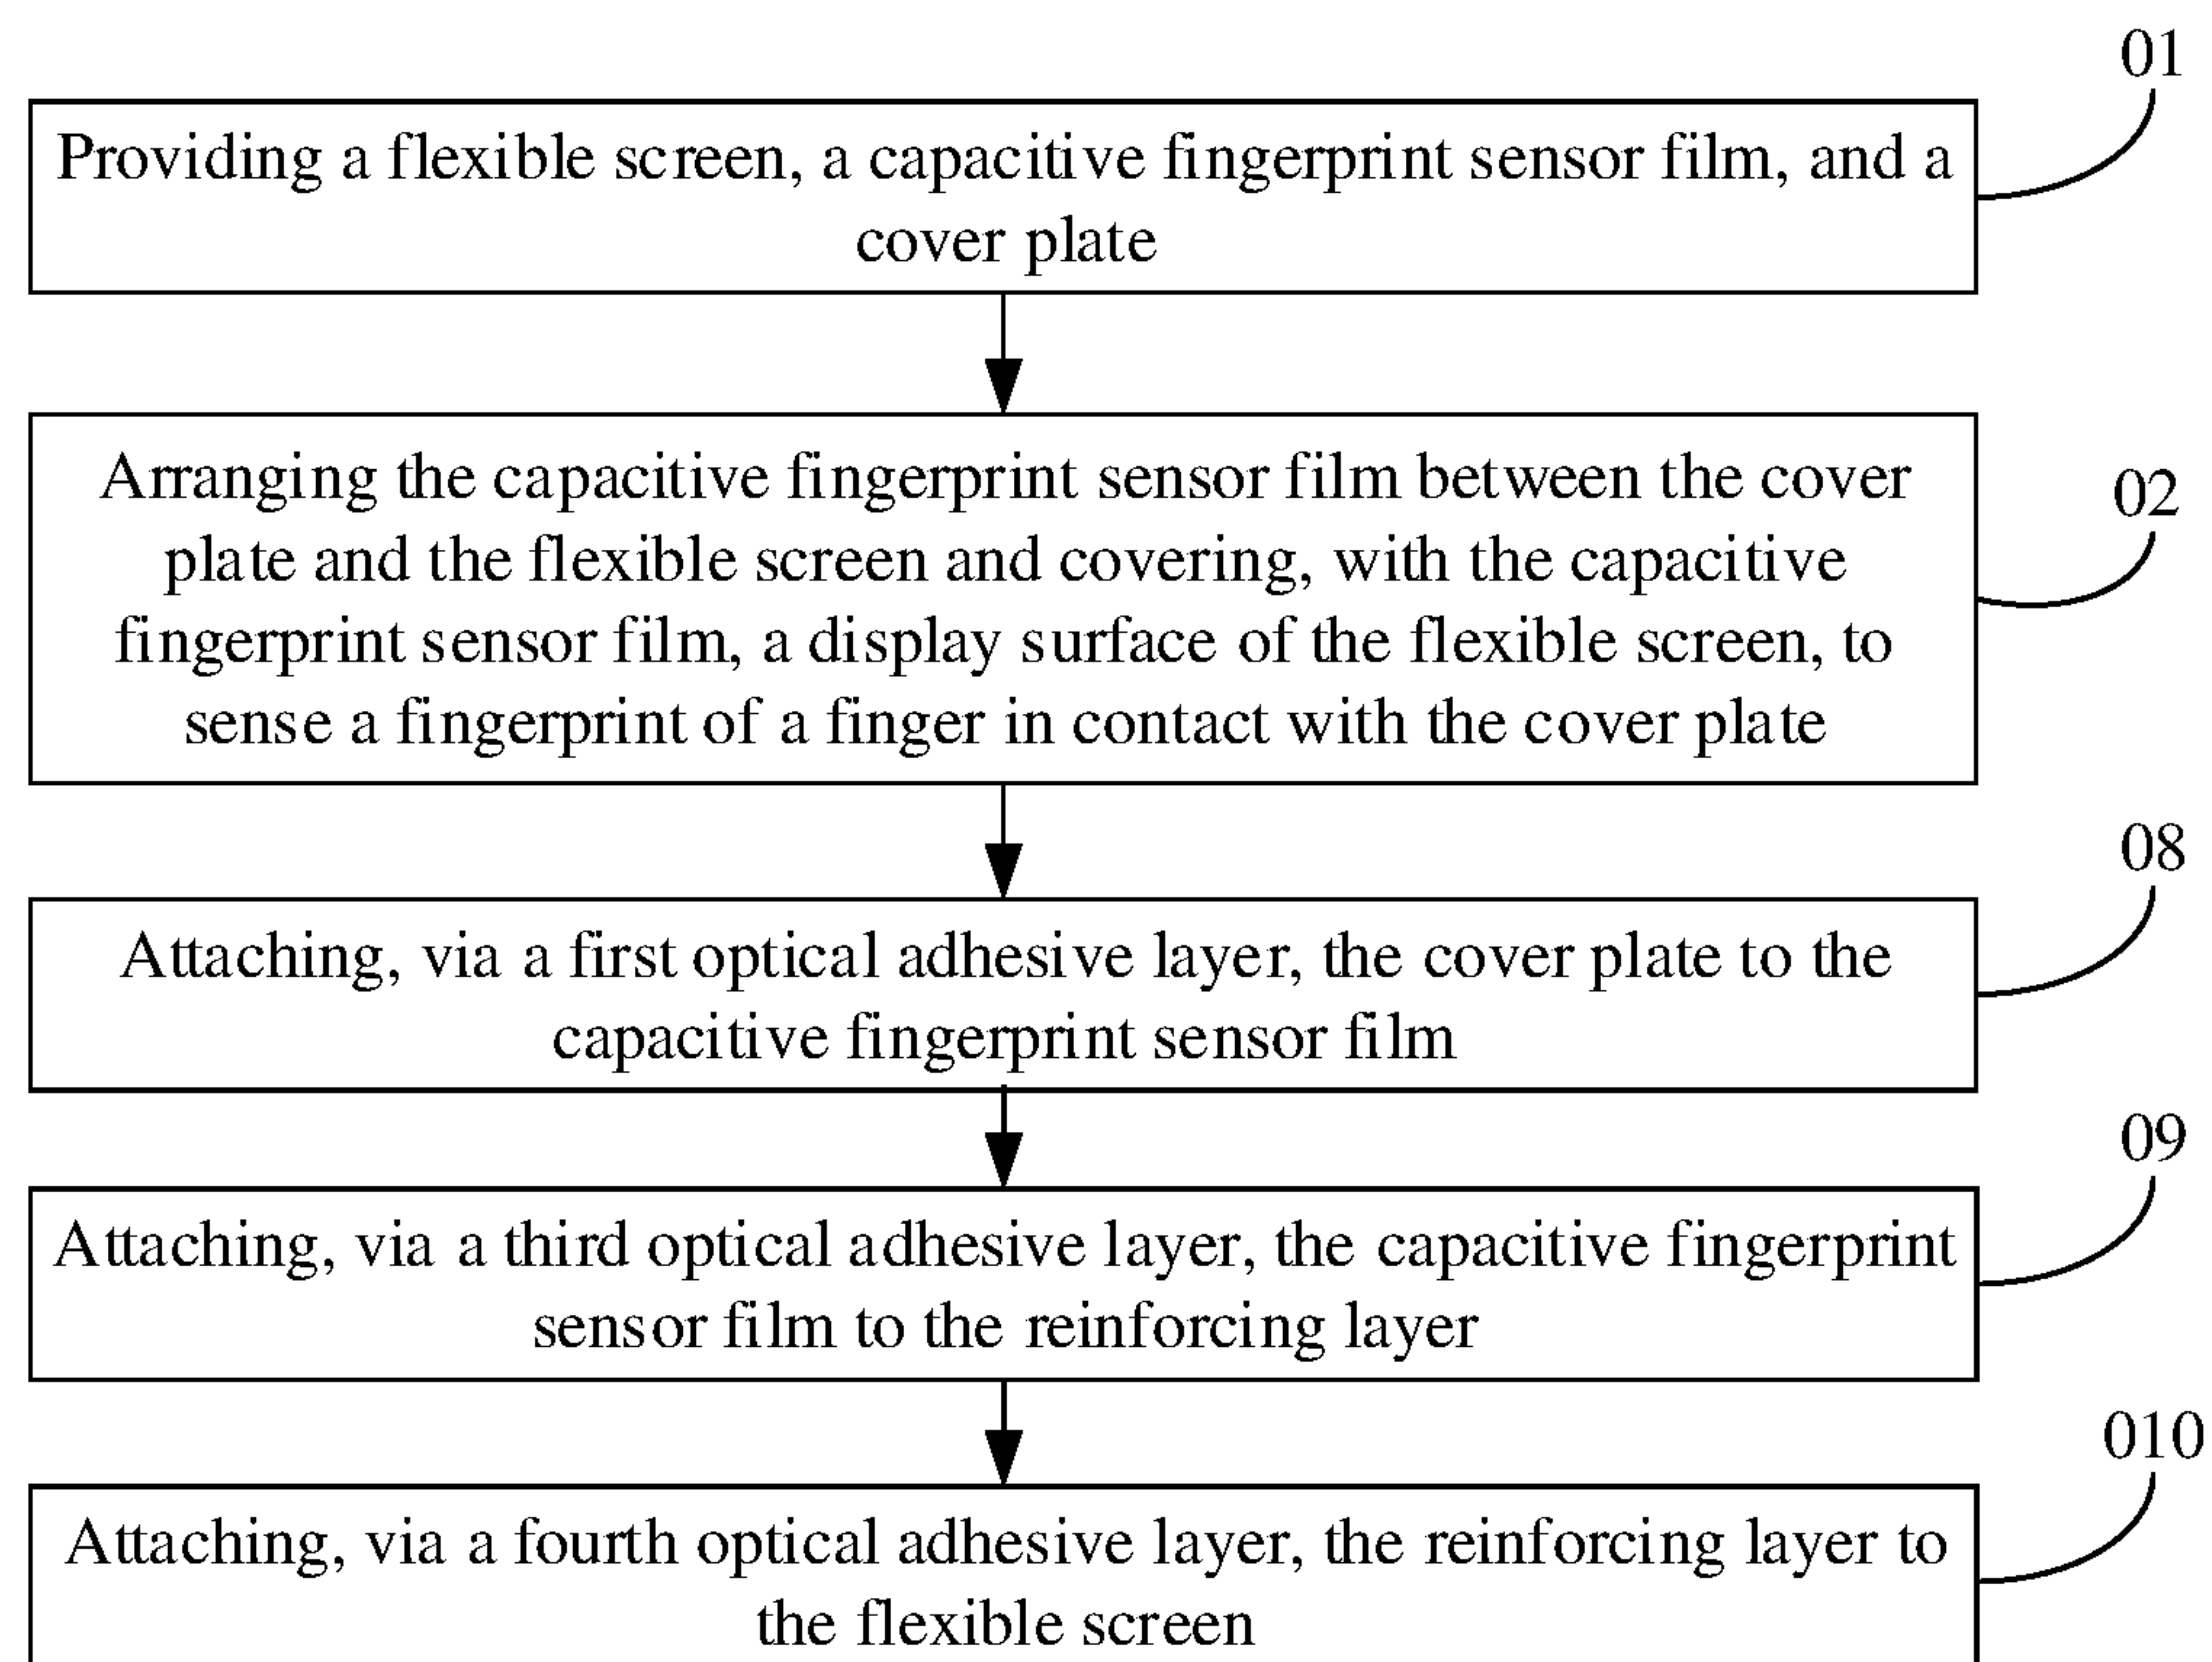 01
Providing a flexible screen, a capacitive fingerprint sensor film, and a
cover plate
02
Arranging the capacitive fingerprint sensor film between the cover
plate and the flexible screen and covering, with the capacitive
fingerprint sensor film, a display surface of the flexible screen, to
sense a fingerprint of a finger in contact with the cover plate
08
Attaching, via a first optical adhesive layer, the cover plate to the
capacitive fingerprint sensor film
09
Attaching, via a third optical adhesive layer, the capacitive fingerprint
sensor film to the reinforcing layer
010
Attaching, via a fourth optical adhesive layer, the reinforcing layer to
the flexible screen